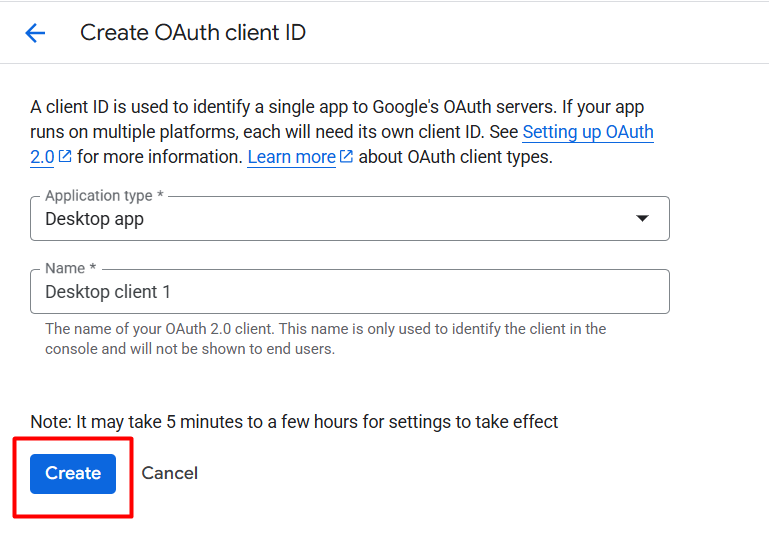 Create OAuth client ID
A client ID is used to identify a single app to Google's OAuth servers. If your app
runs on multiple platforms, each will need its own client ID. See Setting up OAuth
2.0 for more information. Learn more about OAuth client types.
Application type *
Desktop app
Name *
Desktop client 1
The name of your OAuth 2.0 client. This name is only used to identify the client in the
console and will not be shown to end users.
Note: It may take 5 minutes to a few hours for settings to take effect
Create Cancel